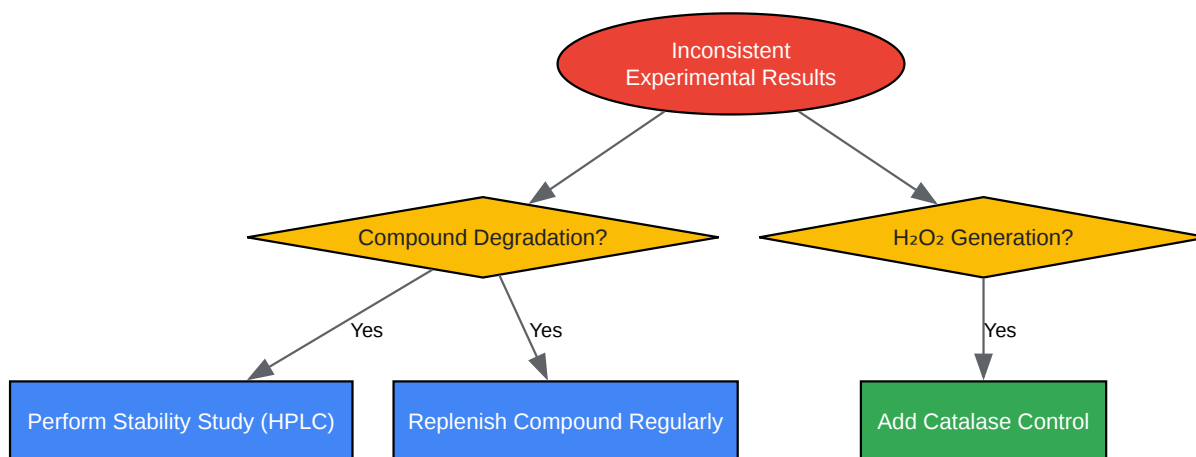 Inconsistent
Experimental Results
Compound Degradation?
H₂O₂ Generation?
Yes
Yes
Yes
Perform Stability Study (HPLC)
Replenish Compound Regularly
Add Catalase Control